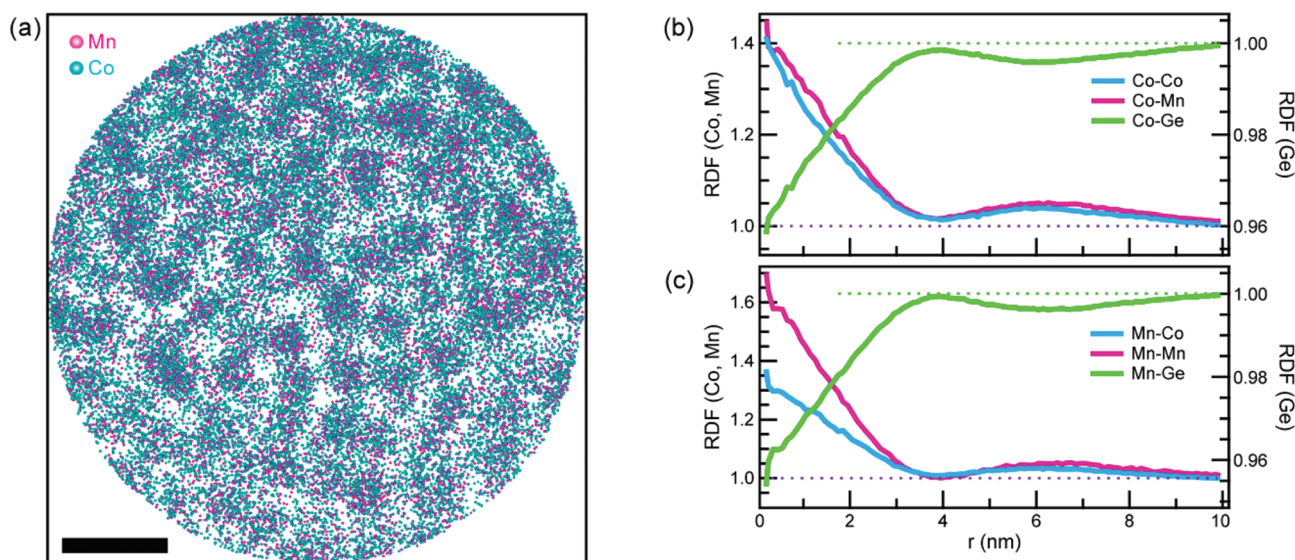 (a)
Mn
Co
(b)
RDF (Co, Mn)
1.4
1.2
1.0
Co-Co
Co-Mn
Co-Ge
1.00
0.98
0.96
RDF (Ge)
(c)
RDF (Co, Mn)
1.6
1.4
1.2
1.0
Mn-Co
Mn-Mn
Mn-Ge
1.00
0.98
0.96
RDF (Ge)
0 2 4 6 8 10
r (nm)